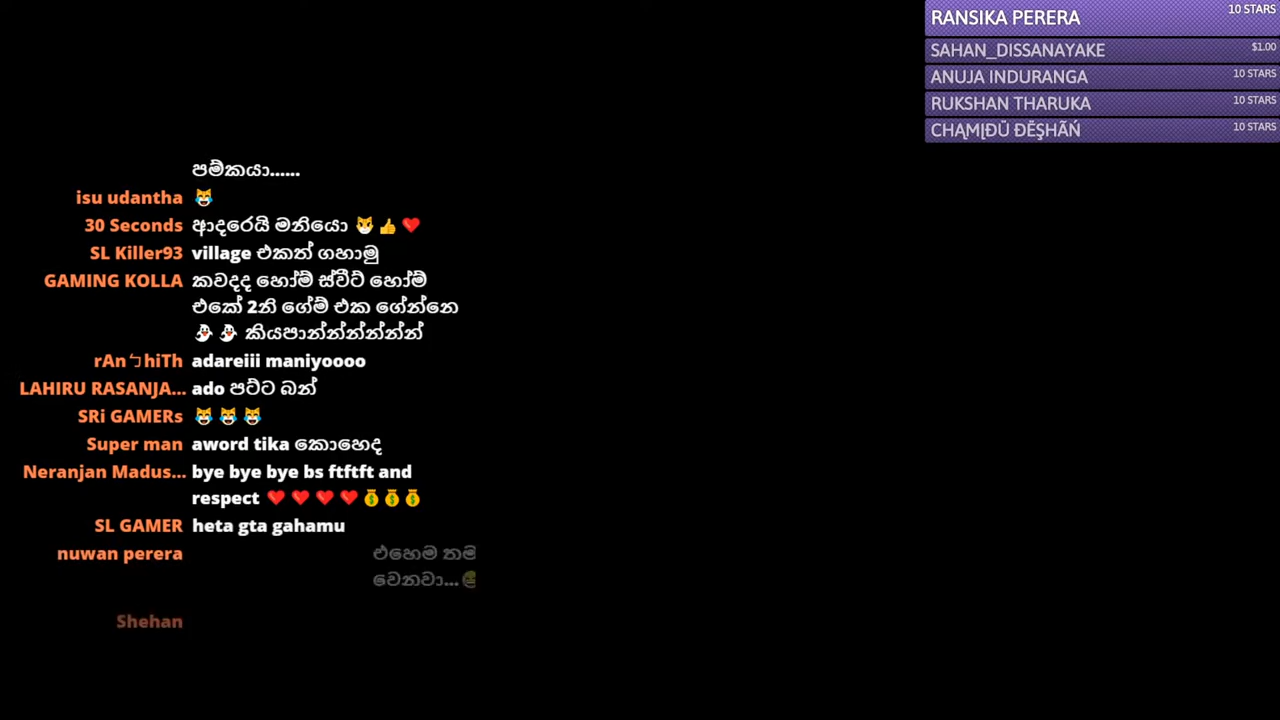 RANSIKA PERERA 10 STARS
SAHAN_DISSANAYAKE $1.00
ANUJA INDURANGA 10 STARS
RUKSHAN THARUKA 10 STARS
CHĄMĮĐŪ ĐĒŞHÃŃ 10 STARS
පම්කයා......
isu udantha 😹
30 Seconds ආදරෙයි මනියො 🐯 👍 ❤
SL Killer93 village එකත් ගහාමු
GAMING KOLLA කවදද හෝම් ස්වීට් හෝම්
එකේ 2නි ගේම් එක ගේන්නෙ
👻 👻 කියපාන්න්න්න්න්න්
rAnㄅhiTh adareiii maniyoooo
LAHIRU RASANJA... ado පට්ට බන්
SRi GAMERs 😹 😹 😹
Super man aword tika කොහෙද
Neranjan Madus... bye bye bye bs ftftft and
respect ❤ ❤ ❤ ❤ 💰 💰 💰
SL GAMER heta gta gahamu
nuwan perera එහෙම තම
වෙනවා...
Shehan